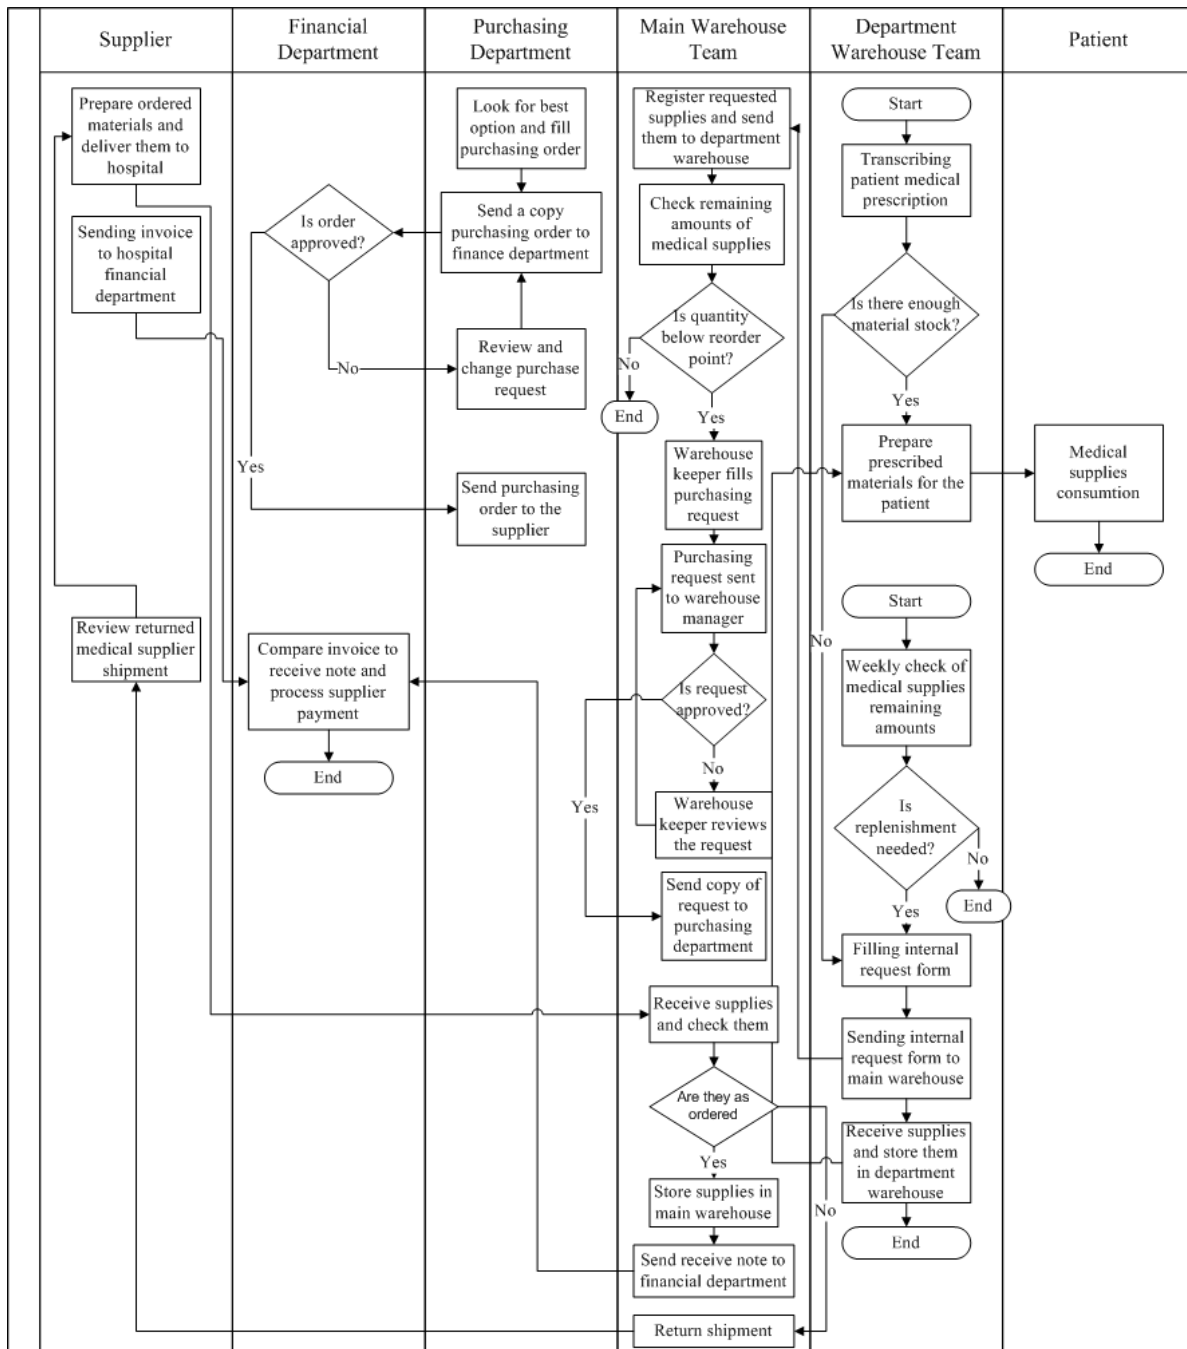 Supplier
Financial
Department
Purchasing
Department
Main Warehouse
Team
Department
Warehouse Team
Patient
Prepare ordered
materials and
deliver them to
hospital
Sending invoice
to hospital
financial
department
Review returned
medical supplier
shipment
Is order
approved?
No
Yes
Compare invoice to
receive note and
process supplier
payment
End
Look for best
option and fill
purchasing order
Send a copy
purchasing order to
finance department
Review and
change purchase
request
Send purchasing
order to the
supplier
Register requested
supplies and send
them to department
warehouse
Check remaining
amounts of
medical supplies
Is quantity
below reorder
point?
No
End
Yes
Warehouse
keeper fills
purchasing
request
Purchasing
request sent
to warehouse
manager
Is request
approved?
No
Yes
Warehouse
keeper reviews
the request
Send copy of
request to
purchasing
department
Receive supplies
and check them
Are they as
ordered
Yes
No
Store supplies in
main warehouse
Send receive note to
financial department
Return shipment
Start
Transcribing
patient medical
prescription
Is there enough
material stock?
Yes
No
Prepare
prescribed
materials for the
patient
Start
Weekly check of
medical supplies
remaining
amounts
Is
replenishment
needed?
No
End
Yes
Filling internal
request form
Sending internal
request form to
main warehouse
Receive supplies
and store them
in department
warehouse
End
Medical
supplies
consumtion
End